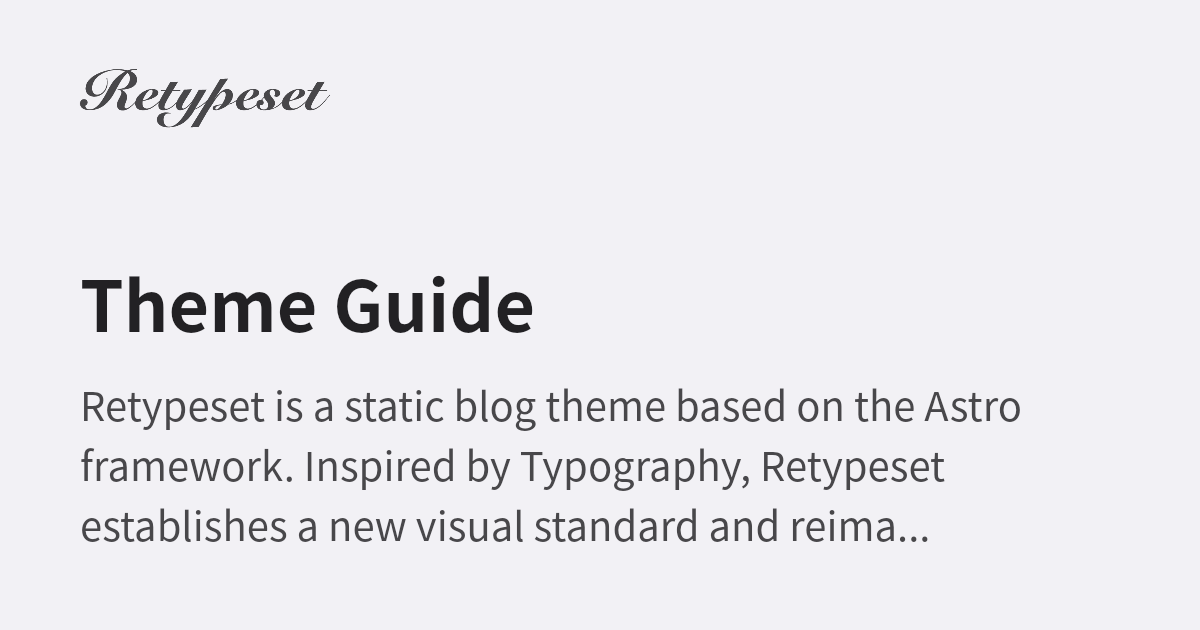 Retypeset
Theme Guide
Retypeset is a static blog theme based on the Astro
framework. Inspired by Typography, Retypeset
establishes a new visual standard and reima...